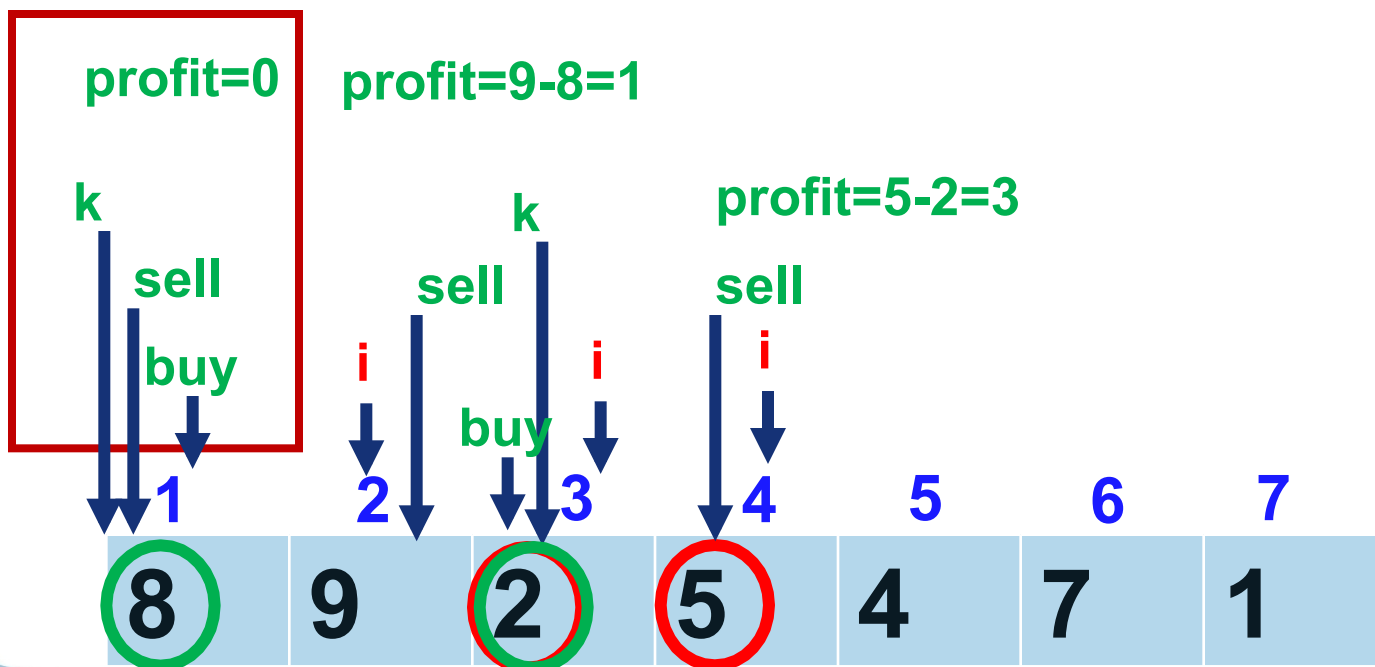 profit=0 profit=9-8=1
k k profit=5-2=3
sell sell sell
buy i i i
buy
1 2 3 4 5 6 7
8 9 2 5 4 7 1